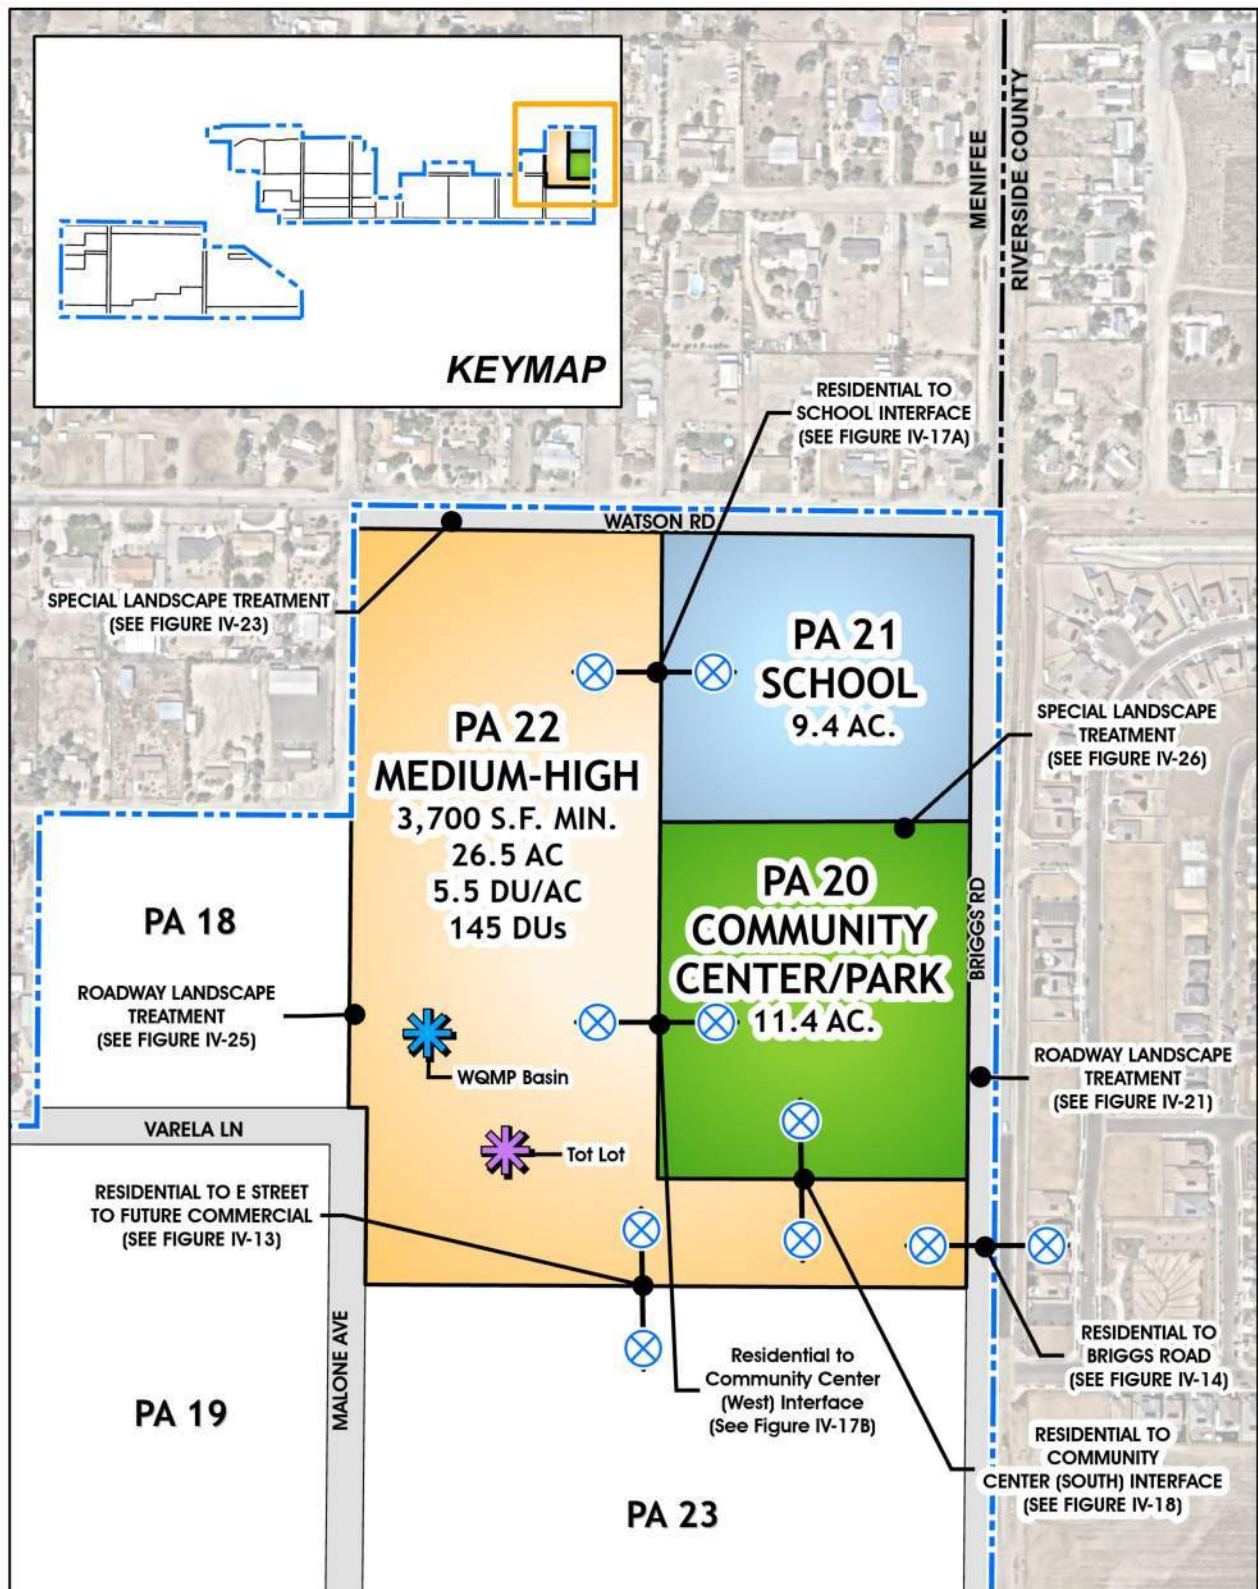 KEYMAP
MENIFEE
RIVERSIDE COUNTY
RESIDENTIAL TO
SCHOOL INTERFACE
(SEE FIGURE IV-17A)
WATSON RD
SPECIAL LANDSCAPE TREATMENT
(SEE FIGURE IV-23)
PA 21
SCHOOL
9.4 AC.
PA 22
MEDIUM-HIGH
3,700 S.F. MIN.
26.5 AC
5.5 DU/AC
145 DUs
SPECIAL LANDSCAPE
TREATMENT
(SEE FIGURE IV-26)
PA 20
COMMUNITY
CENTER/PARK
11.4 AC.
BRIGGS RD
PA 18
ROADWAY LANDSCAPE
TREATMENT
(SEE FIGURE IV-25)
WQMP Basin
ROADWAY LANDSCAPE
TREATMENT
(SEE FIGURE IV-21)
VARELA LN
Tot Lot
RESIDENTIAL TO E STREET
TO FUTURE COMMERCIAL
(SEE FIGURE IV-13)
MALONE AVE
PA 19
Residential to
Community Center
(West) Interface
(See Figure IV-17B)
RESIDENTIAL TO
BRIGGS ROAD
(SEE FIGURE IV-14)
RESIDENTIAL TO
COMMUNITY
CENTER (SOUTH) INTERFACE
(SEE FIGURE IV-18)
PA 23